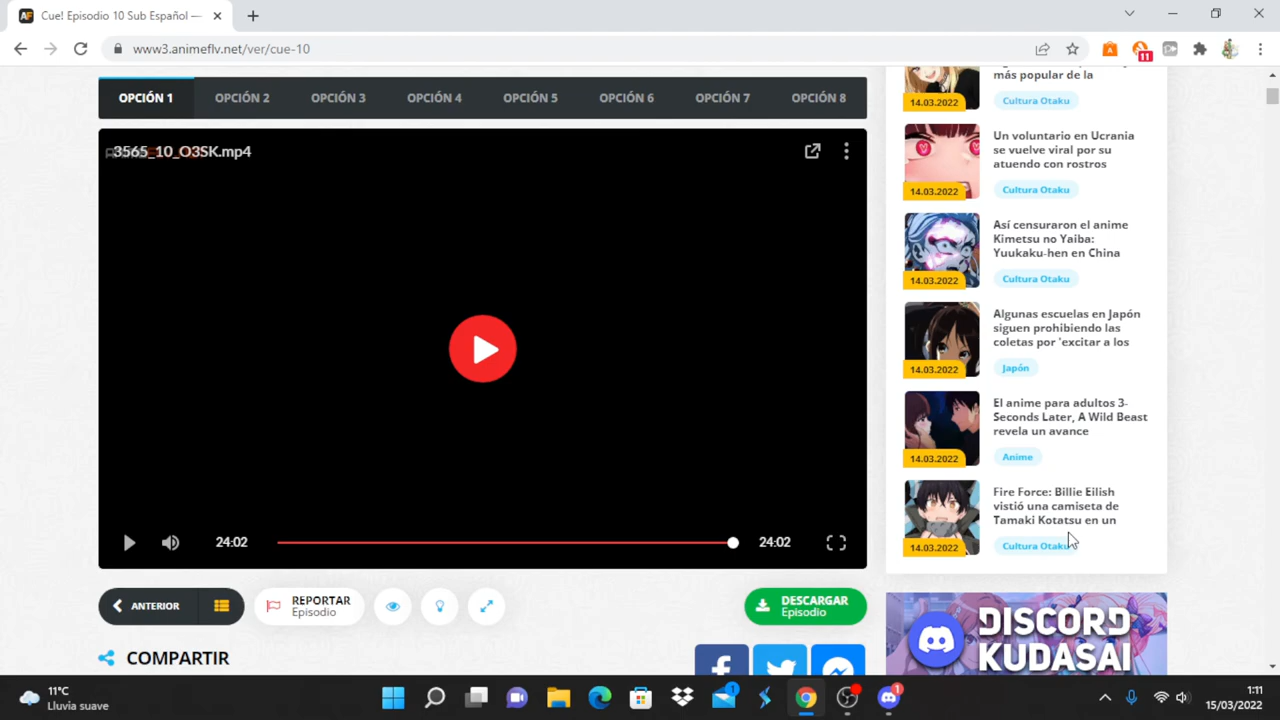 Cue! Episodio 10 Sub Español —
www3.animeflv.net/ver/cue-10
11
OPCIÓN 1
OPCIÓN 2
OPCIÓN 3
OPCIÓN 4
OPCIÓN 5
OPCIÓN 6
OPCIÓN 7
OPCIÓN 8
3565_10_O3SK.mp4
24:02
24:02
ANTERIOR
REPORTAR
Episodio
DESCARGAR
Episodio
COMPARTIR
más popular de la
14.03.2022
Cultura Otaku
Un voluntario en Ucrania
se vuelve viral por su
atuendo con rostros
14.03.2022
Cultura Otaku
Así censuraron el anime
Kimetsu no Yaiba:
Yuukaku-hen en China
14.03.2022
Cultura Otaku
Algunas escuelas en Japón
siguen prohibiendo las
coletas por 'excitar a los
14.03.2022
Japón
El anime para adultos 3-
Seconds Later, A Wild Beast
revela un avance
14.03.2022
Anime
Fire Force: Billie Eilish
vistió una camiseta de
Tamaki Kotatsu en un
14.03.2022
Cultura Otaku
DISCORD
KUDASAI
11°C
Lluvia suave
1
1
1:11
15/03/2022